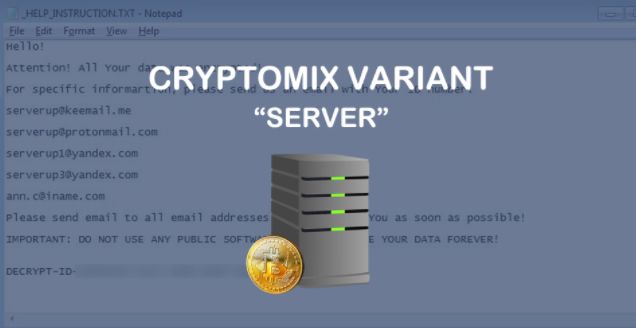 _HELP_INSTRUCTION.TXT - Notepad
File Edit Format View Help
Hello!
Attention! All Your data
CRYPTOMIX VARIANT
For specific informartion, please send us an email with Your ID number
serverup@keemail.me
"SERVER"
serverup@protonmail.com
serverup1@yandex.com
serverup3@yandex.com
ann.c@iname.com
Please send email to all email addresses You as soon as possible!
IMPORTANT: DO NOT USE ANY PUBLIC SOFTW YOUR DATA FOREVER!
DECRYPT-ID-